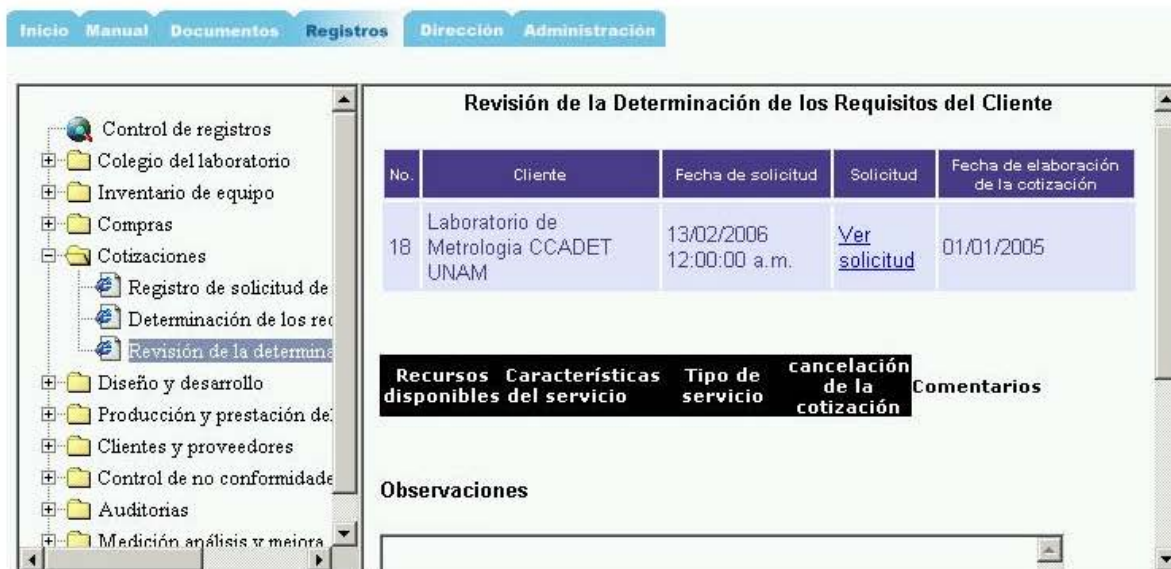 Inicio Manual Documentos Registros Dirección Administración
Control de registros
Colegio del laboratorio
Inventario de equipo
Compras
Cotizaciones
Registro de solicitud de
Determinación de los rec
Revisión de la determina
Diseño y desarrollo
Producción y prestación de
Clientes y proveedores
Control de no conformidade
Auditorias
Medición análisis y mejora
Revisión de la Determinación de los Requisitos del Cliente
No. Cliente Fecha de solicitud Solicitud Fecha de elaboración
de la cotización
18 Laboratorio de
Metrologia CCADET
UNAM
13/02/2006
12:00:00 a.m.
Ver
solicitud
01/01/2005
Recursos
disponibles
Características
del servicio
Tipo de
servicio
cancelación
de la
cotización
Comentarios
Observaciones